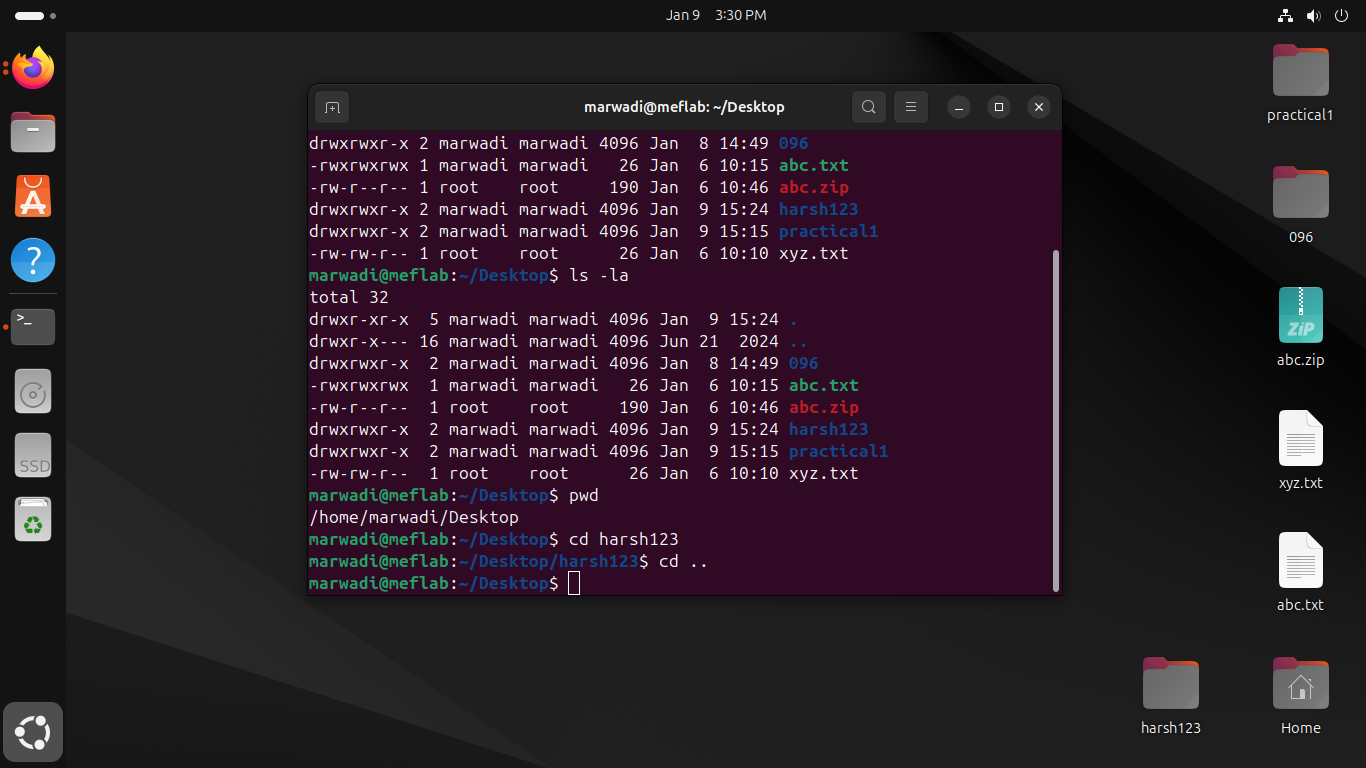 Jan 9 3:30 PM
marwadi@meflab: ~/Desktop
drwxrwxr-x 2 marwadi marwadi 4096 Jan  8 14:49 096
-rwxrwxrwx 1 marwadi marwadi   26 Jan  6 10:15 abc.txt
-rw-r--r-- 1 root    root     190 Jan  6 10:46 abc.zip
drwxrwxr-x 2 marwadi marwadi 4096 Jan  9 15:24 harsh123
drwxrwxr-x 2 marwadi marwadi 4096 Jan  9 15:15 practical1
-rw-rw-r-- 1 root    root      26 Jan  6 10:10 xyz.txt
marwadi@meflab:~/Desktop$ ls -la
total 32
drwxr-xr-x  5 marwadi marwadi 4096 Jan  9 15:24 .
drwxr-x--- 16 marwadi marwadi 4096 Jun 21  2024 ..
drwxrwxr-x  2 marwadi marwadi 4096 Jan  8 14:49 096
-rwxrwxrwx  1 marwadi marwadi   26 Jan  6 10:15 abc.txt
-rw-r--r--  1 root    root     190 Jan  6 10:46 abc.zip
drwxrwxr-x  2 marwadi marwadi 4096 Jan  9 15:24 harsh123
drwxrwxr-x  2 marwadi marwadi 4096 Jan  9 15:15 practical1
-rw-rw-r--  1 root    root      26 Jan  6 10:10 xyz.txt
marwadi@meflab:~/Desktop$ pwd
/home/marwadi/Desktop
marwadi@meflab:~/Desktop$ cd harsh123
marwadi@meflab:~/Desktop/harsh123$ cd ..
marwadi@meflab:~/Desktop$
practical1
096
ZiP
abc.zip
xyz.txt
abc.txt
harsh123
Home
?
>_
SSD